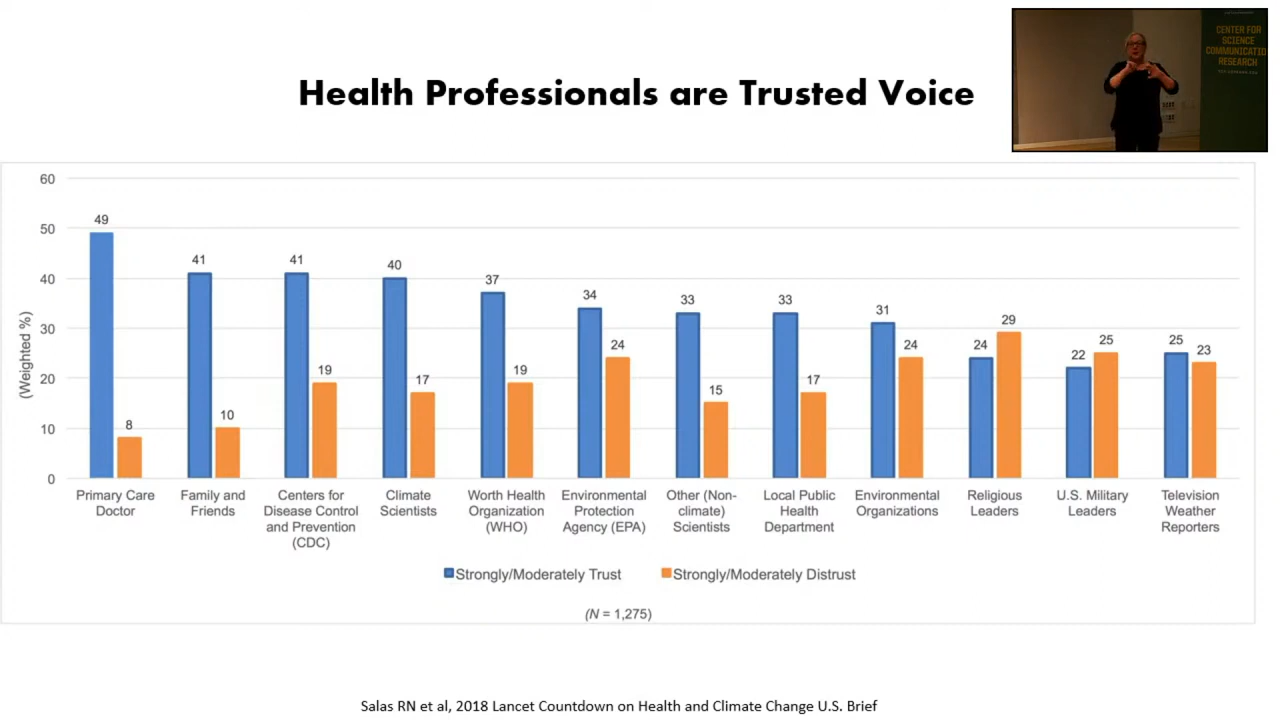 Health Professionals are Trusted Voice
CENTER FOR
SCIENCE
COMMUNICATIO
RESEARCH
60
50
40
30
20
10
0
(Weighted %)
49
8
41
10
41
19
40
17
37
19
34
24
33
15
33
17
31
24
24
29
22
25
25
23
Primary Care
Doctor
Family and
Friends
Centers for
Disease Control
and Prevention
(CDC)
Climate
Scientists
Worth Health
Organization
(WHO)
Environmental
Protection
Agency (EPA)
Other (Non-
climate)
Scientists
Local Public
Health
Department
Environmental
Organizations
Religious
Leaders
U.S. Military
Leaders
Television
Weather
Reporters
Strongly/Moderately Trust
Strongly/Moderately Distrust
(N = 1,275)
Salas RN et al, 2018 Lancet Countdown on Health and Climate Change U.S. Brief